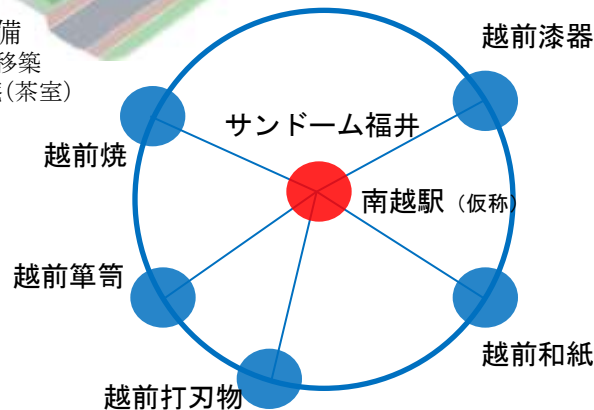 備
移築
(茶室)
越前漆器
サンドーム福井
越前焼
南越駅（仮称）
越前箪笥
越前和紙
越前打刃物